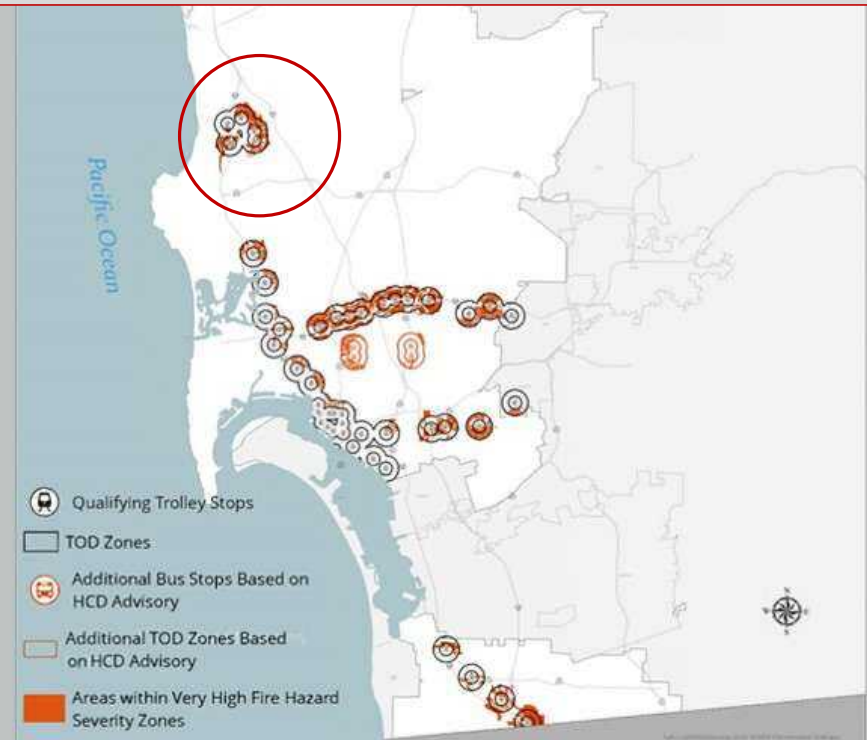 Pacific Ocean
Qualifying Trolley Stops
TOD Zones
Additional Bus Stops Based on
HCD Advisory
Additional TOD Zones Based
on HCD Advisory
Areas within Very High Fire Hazard
Severity Zones
N
W
E
S